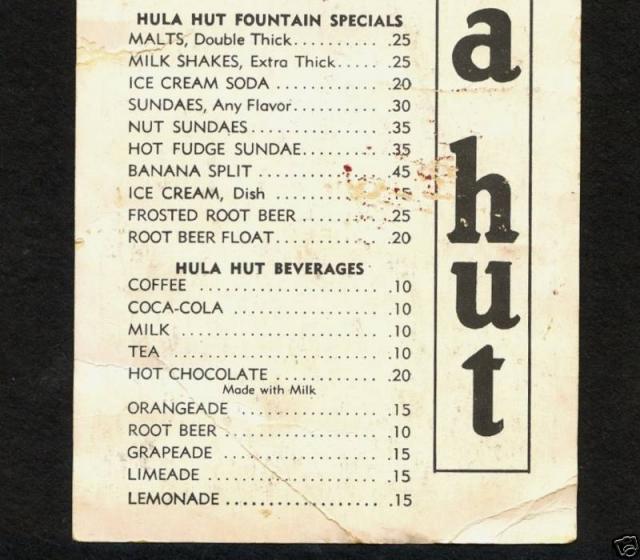 HULA HUT FOUNTAIN SPECIALS
MALTS, Double Thick.......... .25
MILK SHAKES, Extra Thick..... .25
ICE CREAM SODA ............. .20
SUNDAES, Any Flavor.......... .30
NUT SUNDAES ................ .35
HOT FUDGE SUNDAE.......... .35
BANANA SPLIT ............... .45
ICE CREAM, Dish ............ .15
FROSTED ROOT BEER ......... .25
ROOT BEER FLOAT............ .20
HULA HUT BEVERAGES
COFFEE ..................... .10
COCA-COLA ................. .10
MILK ....................... .10
TEA ........................ .10
HOT CHOCOLATE ............ .20
Made with Milk
ORANGEADE ................ .15
ROOT BEER .................. .10
GRAPEADE .................. .15
LIMEADE .................... .15
LEMONADE .................. .15
a
hut